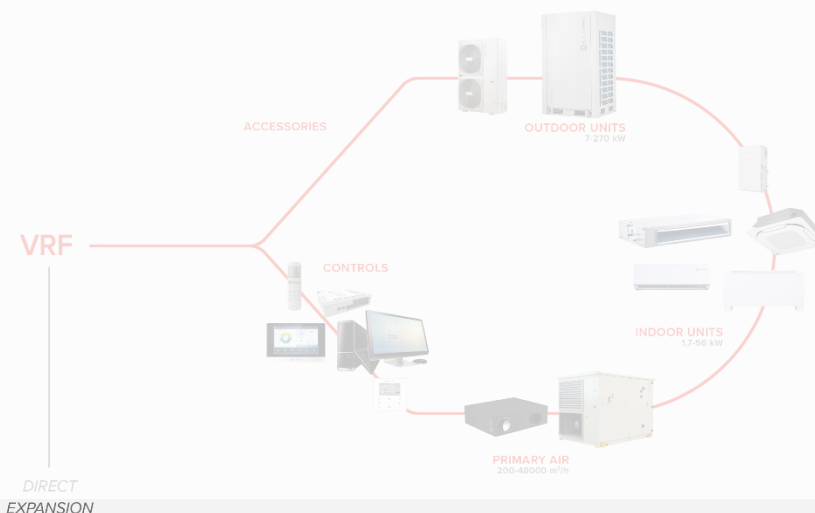 ACCESSORIES
OUTDOOR UNITS
7-270 kW
VRF
CONTROLS
INDOOR UNITS
1,7-56 kW
PRIMARY AIR
200-48000 m³/h
DIRECT
EXPANSION